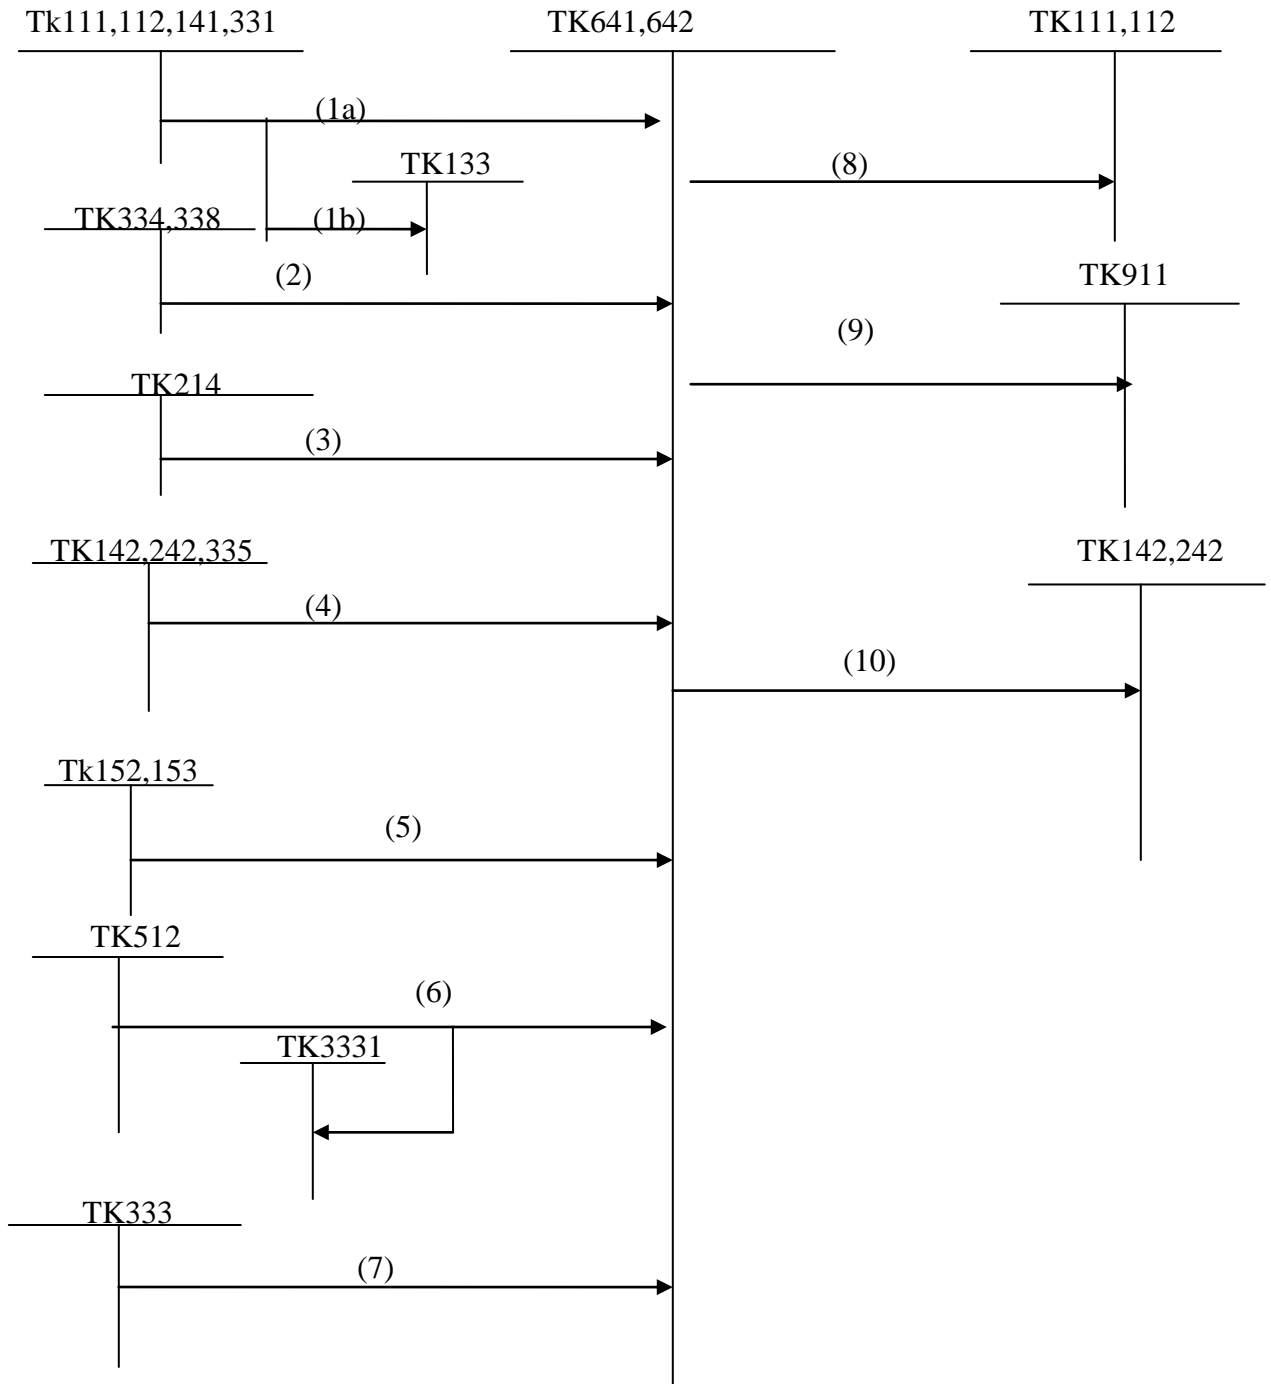 Tk111,112,141,331 TK641,642 TK111,112
(1a)
TK133 (8)
TK334,338 (1b)
(2) TK911
(9)
TK214
(3)
TK142,242,335 TK142,242
(4)
(10)
Tk152,153
(5)
TK512
(6)
TK3331
TK333
(7)